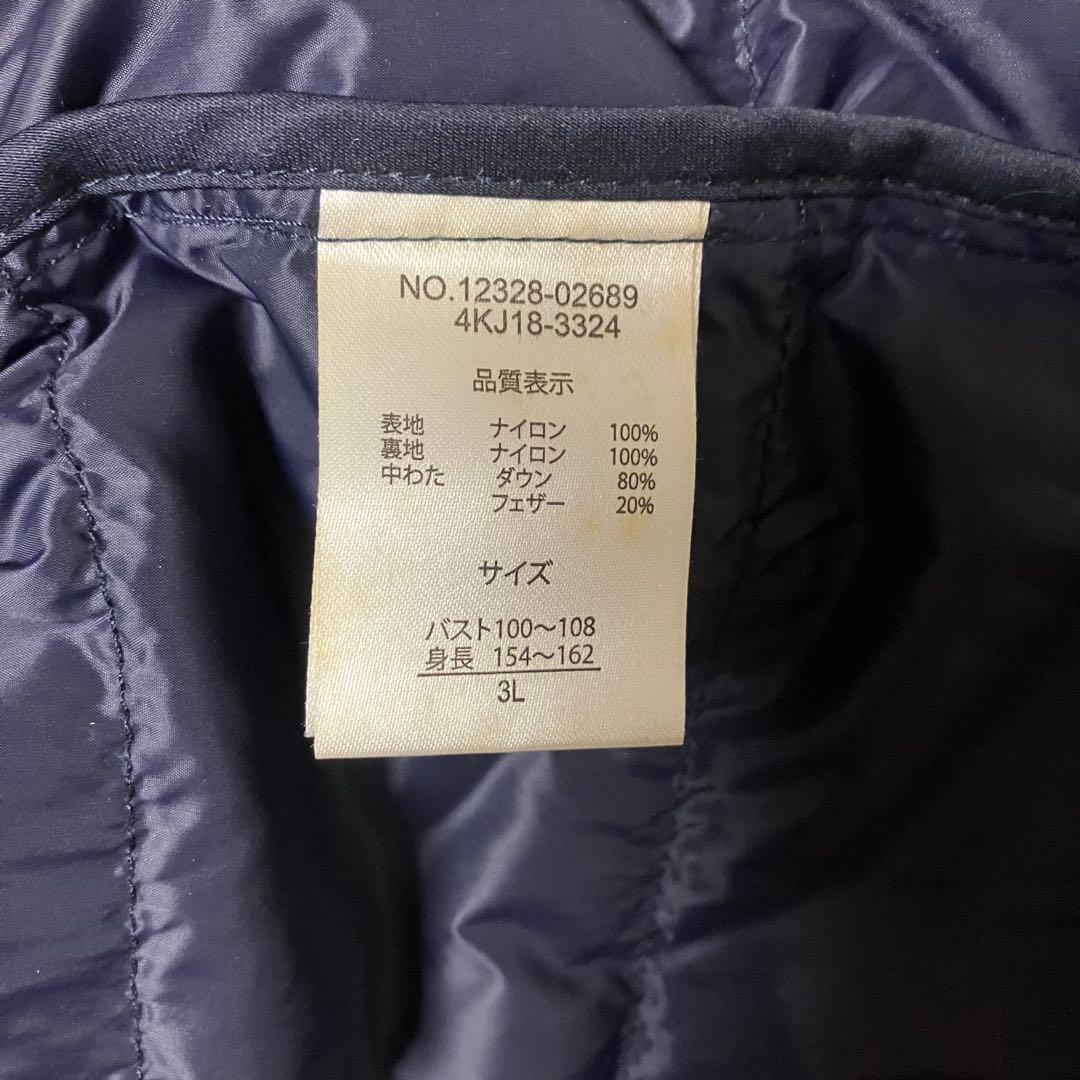 NO.12328-02689
4KJ18-3324
品質表示
表地 ナイロン 100%
裏地 ナイロン 100%
中わた ダウン 80%
フェザー 20%
サイズ
バスト100〜108
身長 154〜162
3L